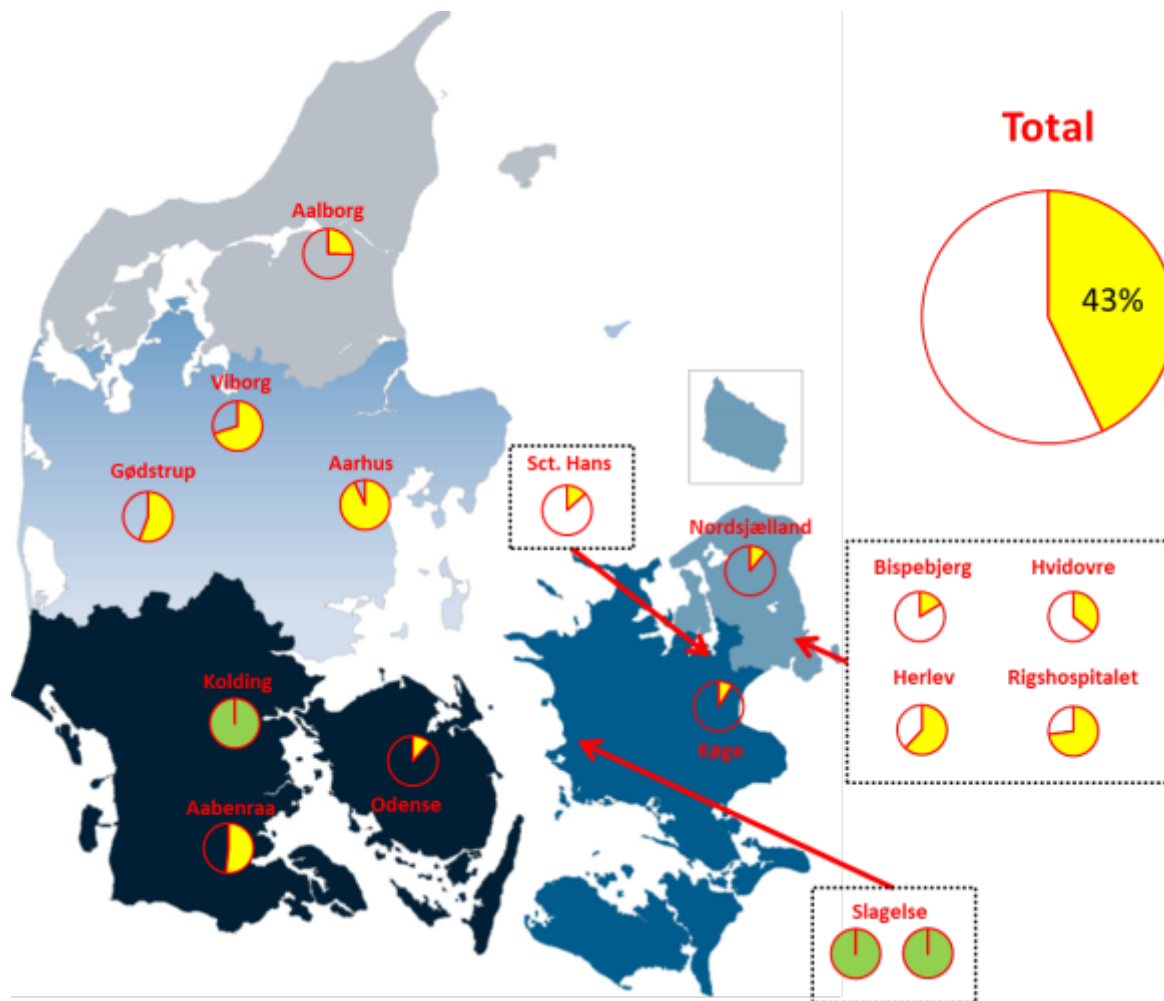 Total
43%
Aalborg
Viborg
Gødstrup
Aarhus
Sct. Hans
Nordsjælland
Bispebjerg
Hvidovre
Herlev
Rigshospitalet
Kolding
Køge
Odense
Aabenraa
Slagelse